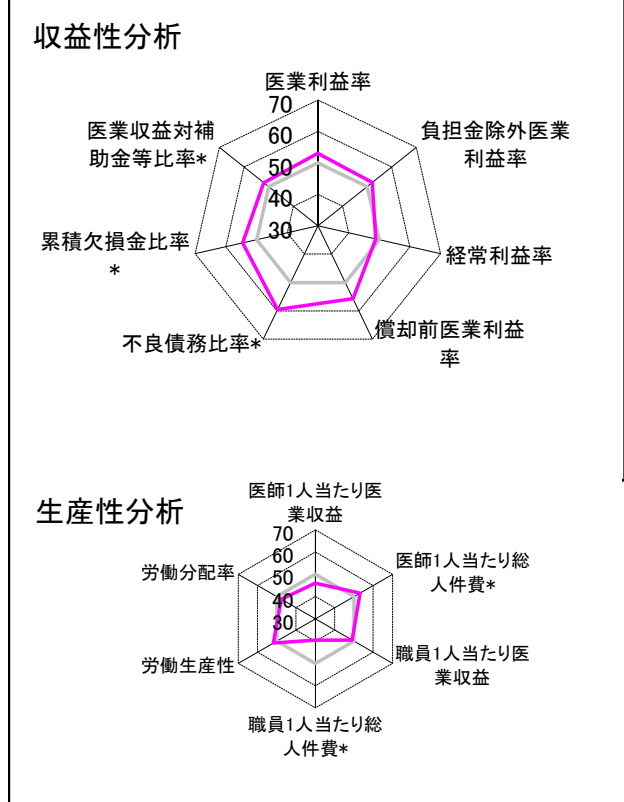 収益性分析
医業利益率
70
60
50
40
30
負担金除外医業
利益率
経常利益率
償却前医業利益
率
不良債務比率*
累積欠損金比率
*
医業収益対補
助金等比率*
生産性分析
医師1人当たり医
業収益
70
60
50
40
30
医師1人当たり総
人件費*
職員1人当たり医
業収益
職員1人当たり総
人件費*
労働生産性
労働分配率